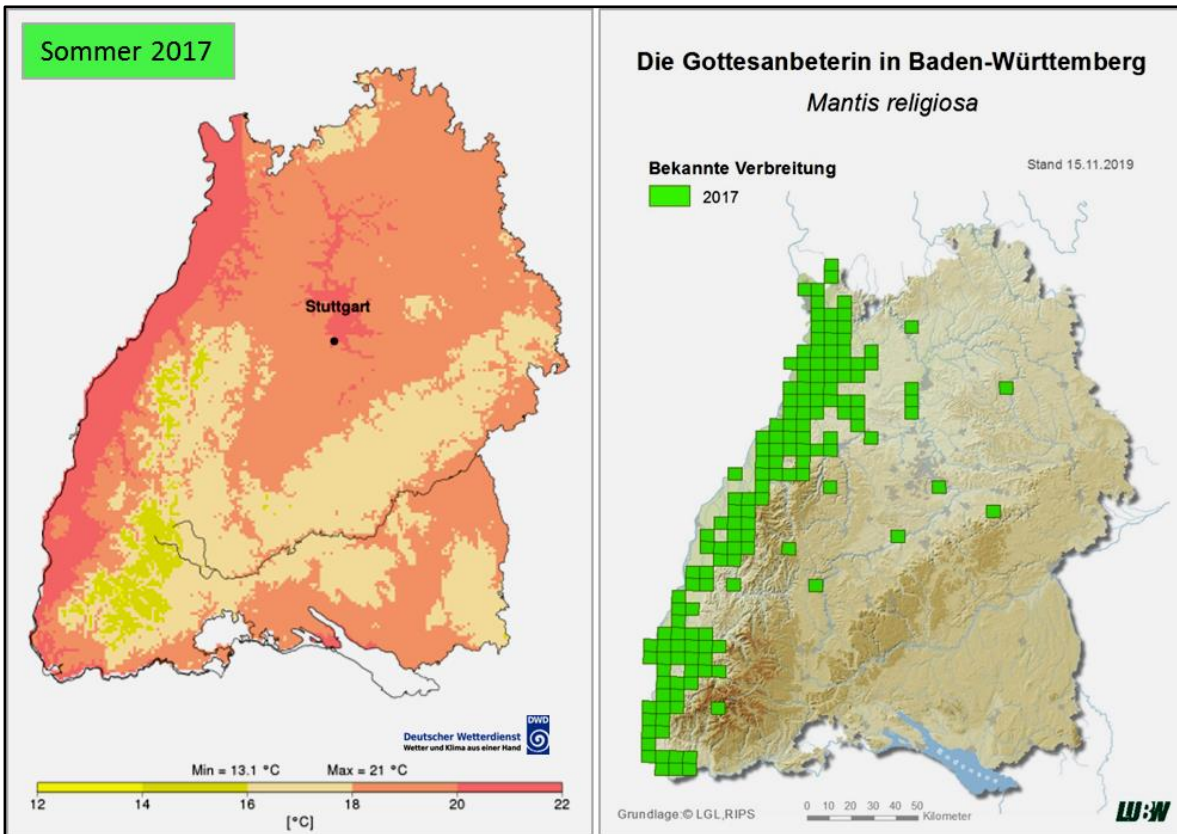 Sommer 2017
Stuttgart
Deutscher Wetterdienst
Wetter und Klima aus einer Hand
DWD
Min = 13.1 °C Max = 21 °C
12 14 16 18 20 22
[°C]
Die Gottesanbeterin in Baden-Württemberg
Mantis religiosa
Bekannte Verbreitung
Stand 15.11.2019
2017
Grundlage:© LGL,RIPS
0 10 20 30 40 50
Kilometer
LUBW